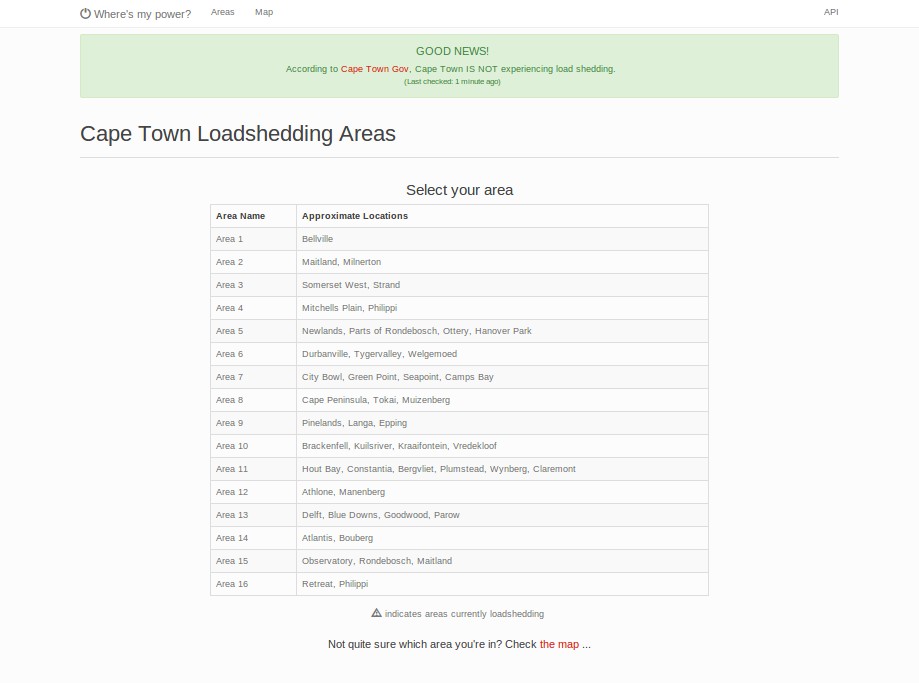 Where's my power? Areas Map API
GOOD NEWS!
According to Cape Town Gov, Cape Town IS NOT experiencing load shedding.
(Last checked: 1 minute ago)
Cape Town Loadshedding Areas
Select your area
Area Name Approximate Locations
Area 1 Bellville
Area 2 Maitland, Milnerton
Area 3 Somerset West, Strand
Area 4 Mitchells Plain, Philippi
Area 5 Newlands, Parts of Rondebosch, Ottery, Hanover Park
Area 6 Durbanville, Tygervalley, Welgemoed
Area 7 City Bowl, Green Point, Seapoint, Camps Bay
Area 8 Cape Peninsula, Tokai, Muizenberg
Area 9 Pinelands, Langa, Epping
Area 10 Brackenfell, Kuilsriver, Kraaifontein, Vredekloof
Area 11 Hout Bay, Constantia, Bergvliet, Plumstead, Wynberg, Claremont
Area 12 Athlone, Manenberg
Area 13 Delft, Blue Downs, Goodwood, Parow
Area 14 Atlantis, Bouberg
Area 15 Observatory, Rondebosch, Maitland
Area 16 Retreat, Philippi
indicates areas currently loadshedding
Not quite sure which area you're in? Check the map ...